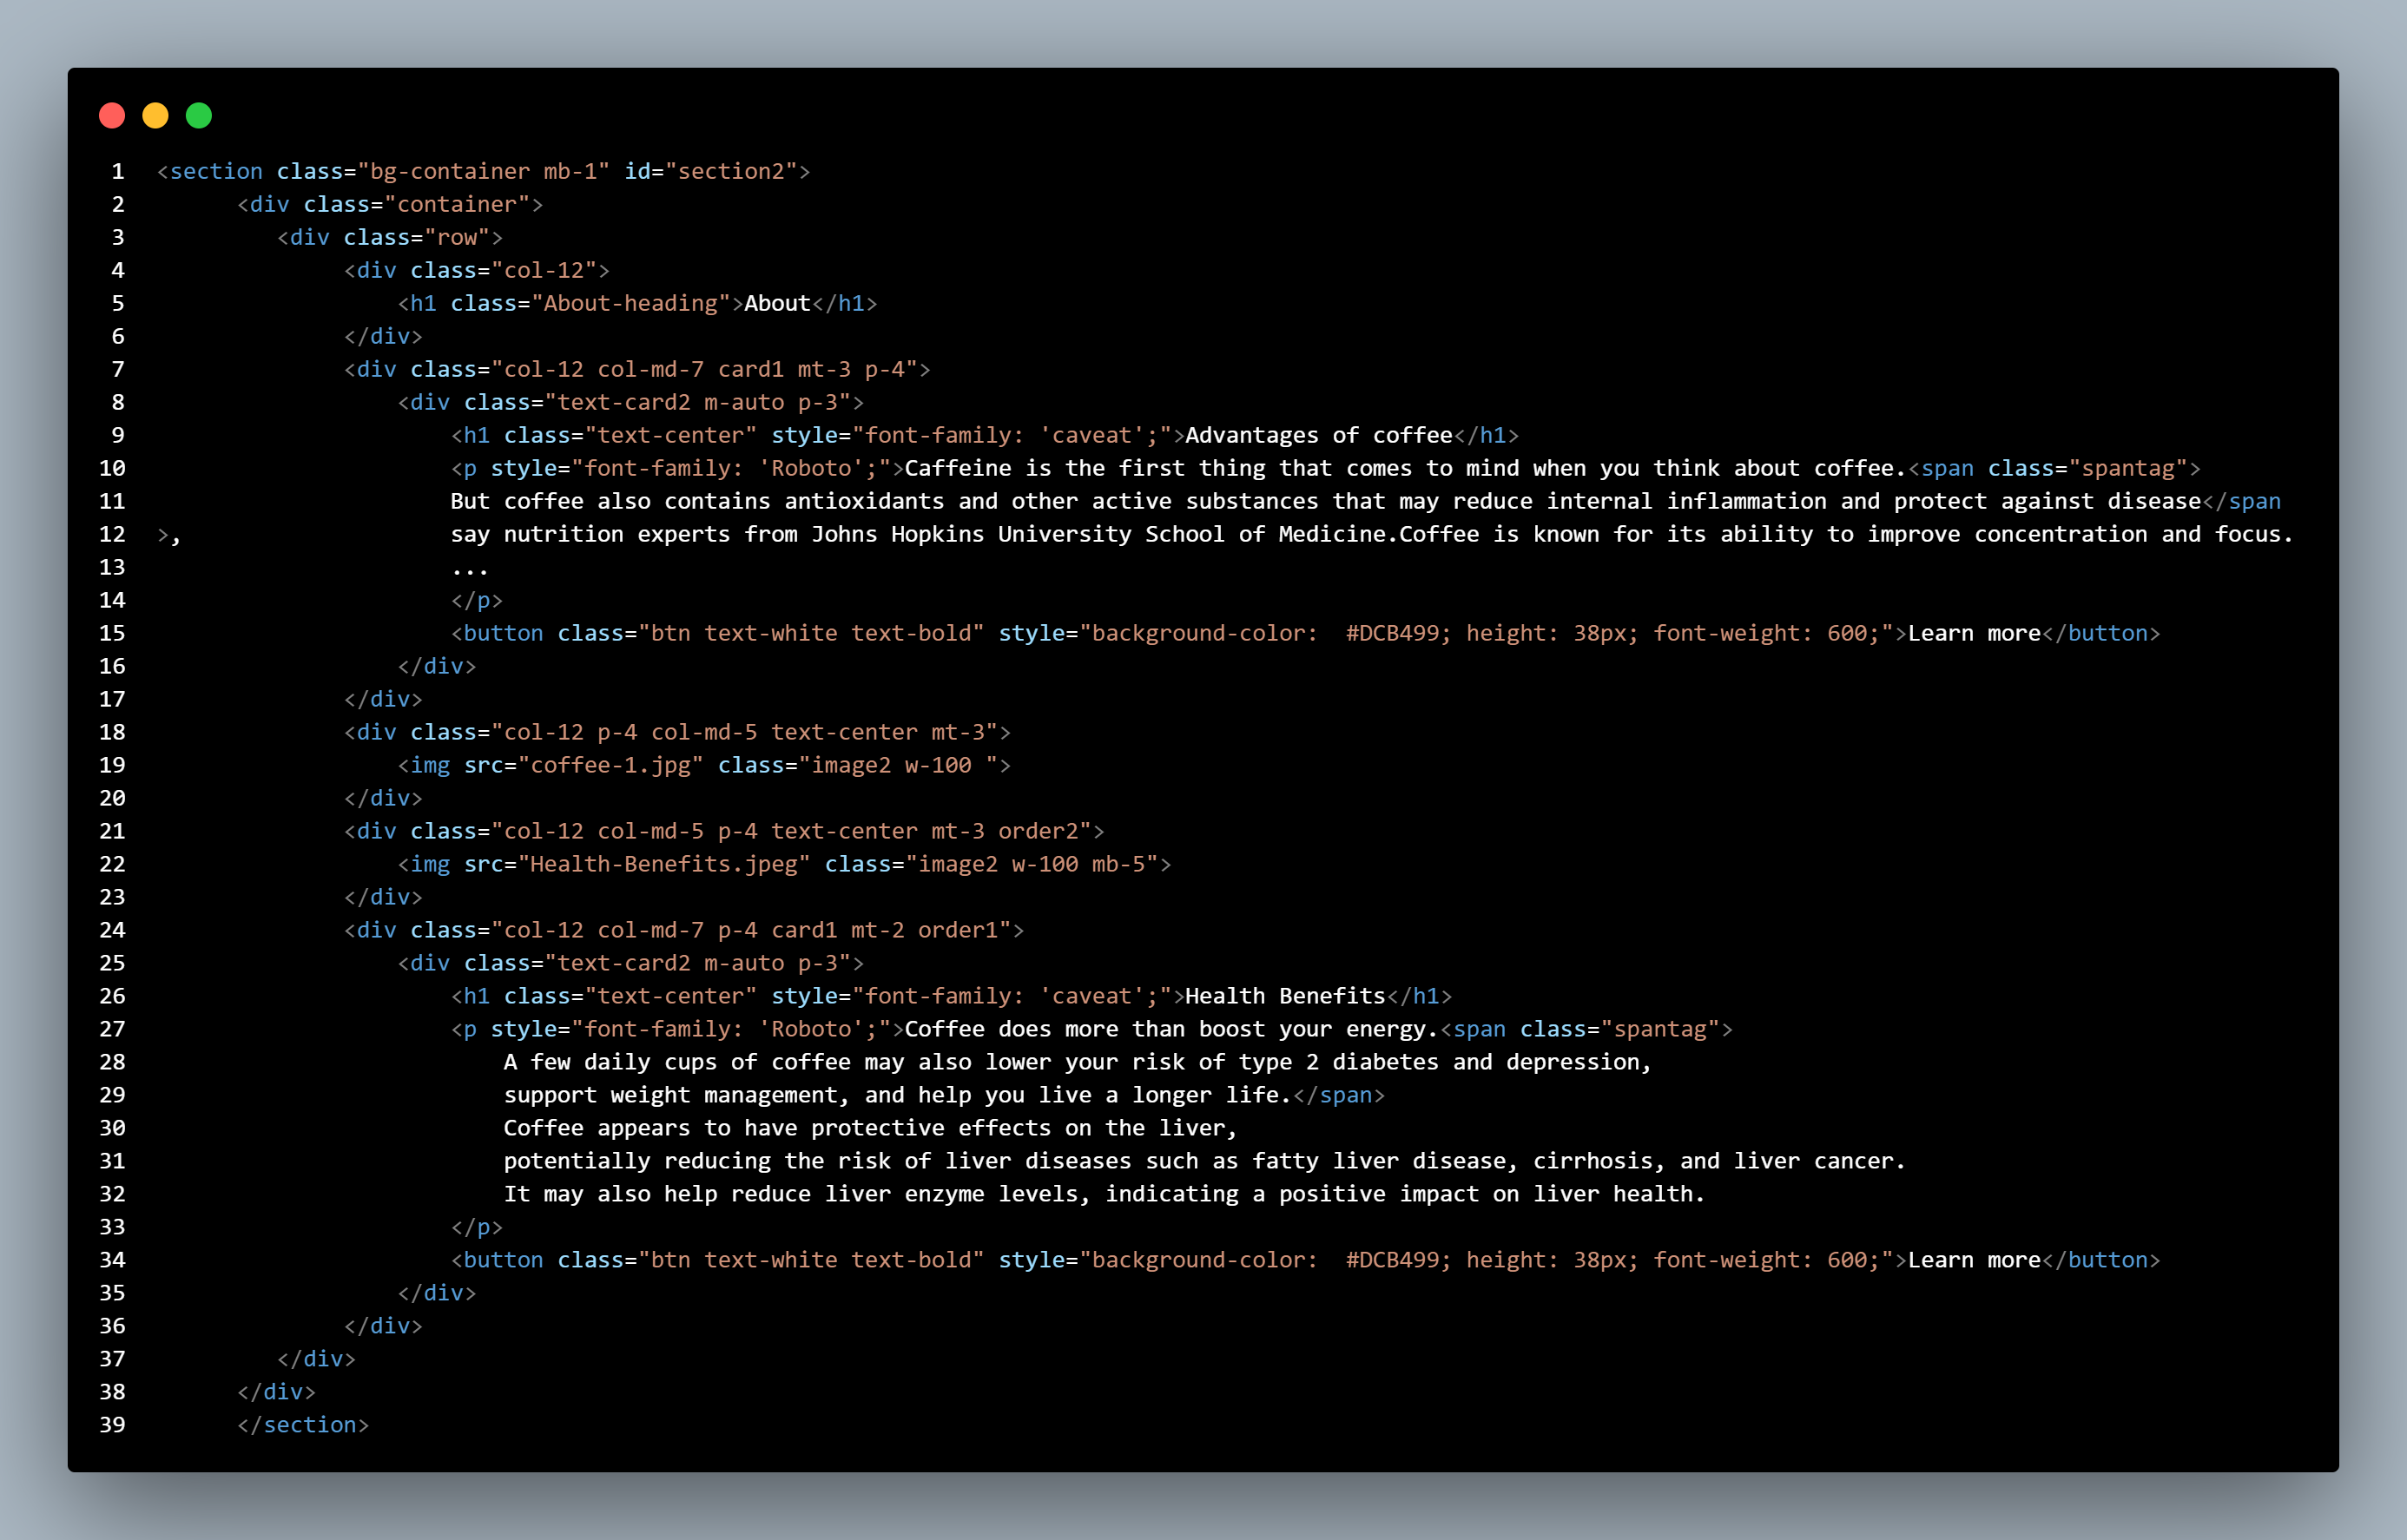 1 <section class="bg-container mb-1" id="section2">
2       <div class="container">
3          <div class="row">
4               <div class="col-12">
5                   <h1 class="About-heading">About</h1>
6               </div>
7               <div class="col-12 col-md-7 card1 mt-3 p-4">
8                   <div class="text-card2 m-auto p-3">
9                       <h1 class="text-center" style="font-family: 'caveat';">Advantages of coffee</h1>
10                       <p style="font-family: 'Roboto';">Caffeine is the first thing that comes to mind when you think about coffee.<span class="spantag">
11                       But coffee also contains antioxidants and other active substances that may reduce internal inflammation and protect against disease</span
12 >,                    say nutrition experts from Johns Hopkins University School of Medicine.Coffee is known for its ability to improve concentration and focus.
13                       ...
14                       </p>
15                       <button class="btn text-white text-bold" style="background-color:  #DCB499; height: 38px; font-weight: 600;">Learn more</button>
16                   </div>
17               </div>
18               <div class="col-12 p-4 col-md-5 text-center mt-3">
19                   <img src="coffee-1.jpg" class="image2 w-100 ">
20               </div>
21               <div class="col-12 col-md-5 p-4 text-center mt-3 order2">
22                   <img src="Health-Benefits.jpeg" class="image2 w-100 mb-5">
23               </div>
24               <div class="col-12 col-md-7 p-4 card1 mt-2 order1">
25                   <div class="text-card2 m-auto p-3">
26                       <h1 class="text-center" style="font-family: 'caveat';">Health Benefits</h1>
27                       <p style="font-family: 'Roboto';">Coffee does more than boost your energy.<span class="spantag">
28                           A few daily cups of coffee may also lower your risk of type 2 diabetes and depression,
29                           support weight management, and help you live a longer life.</span>
30                           Coffee appears to have protective effects on the liver,
31                           potentially reducing the risk of liver diseases such as fatty liver disease, cirrhosis, and liver cancer.
32                           It may also help reduce liver enzyme levels, indicating a positive impact on liver health.
33                       </p>
34                       <button class="btn text-white text-bold" style="background-color:  #DCB499; height: 38px; font-weight: 600;">Learn more</button>
35                   </div>
36               </div>
37          </div>
38       </div>
39       </section>